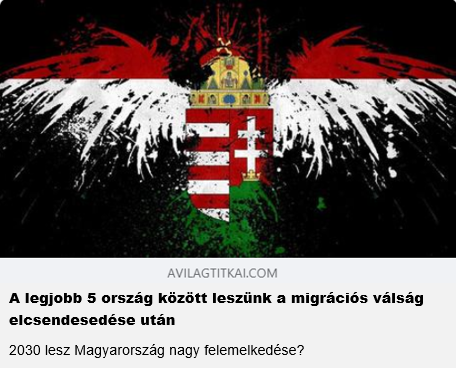 AVILAGTITKAI.COM
A legjobb 5 ország között leszünk a migrációs válság
elcsendesedése után
2030 lesz Magyarország nagy felemelkedése?